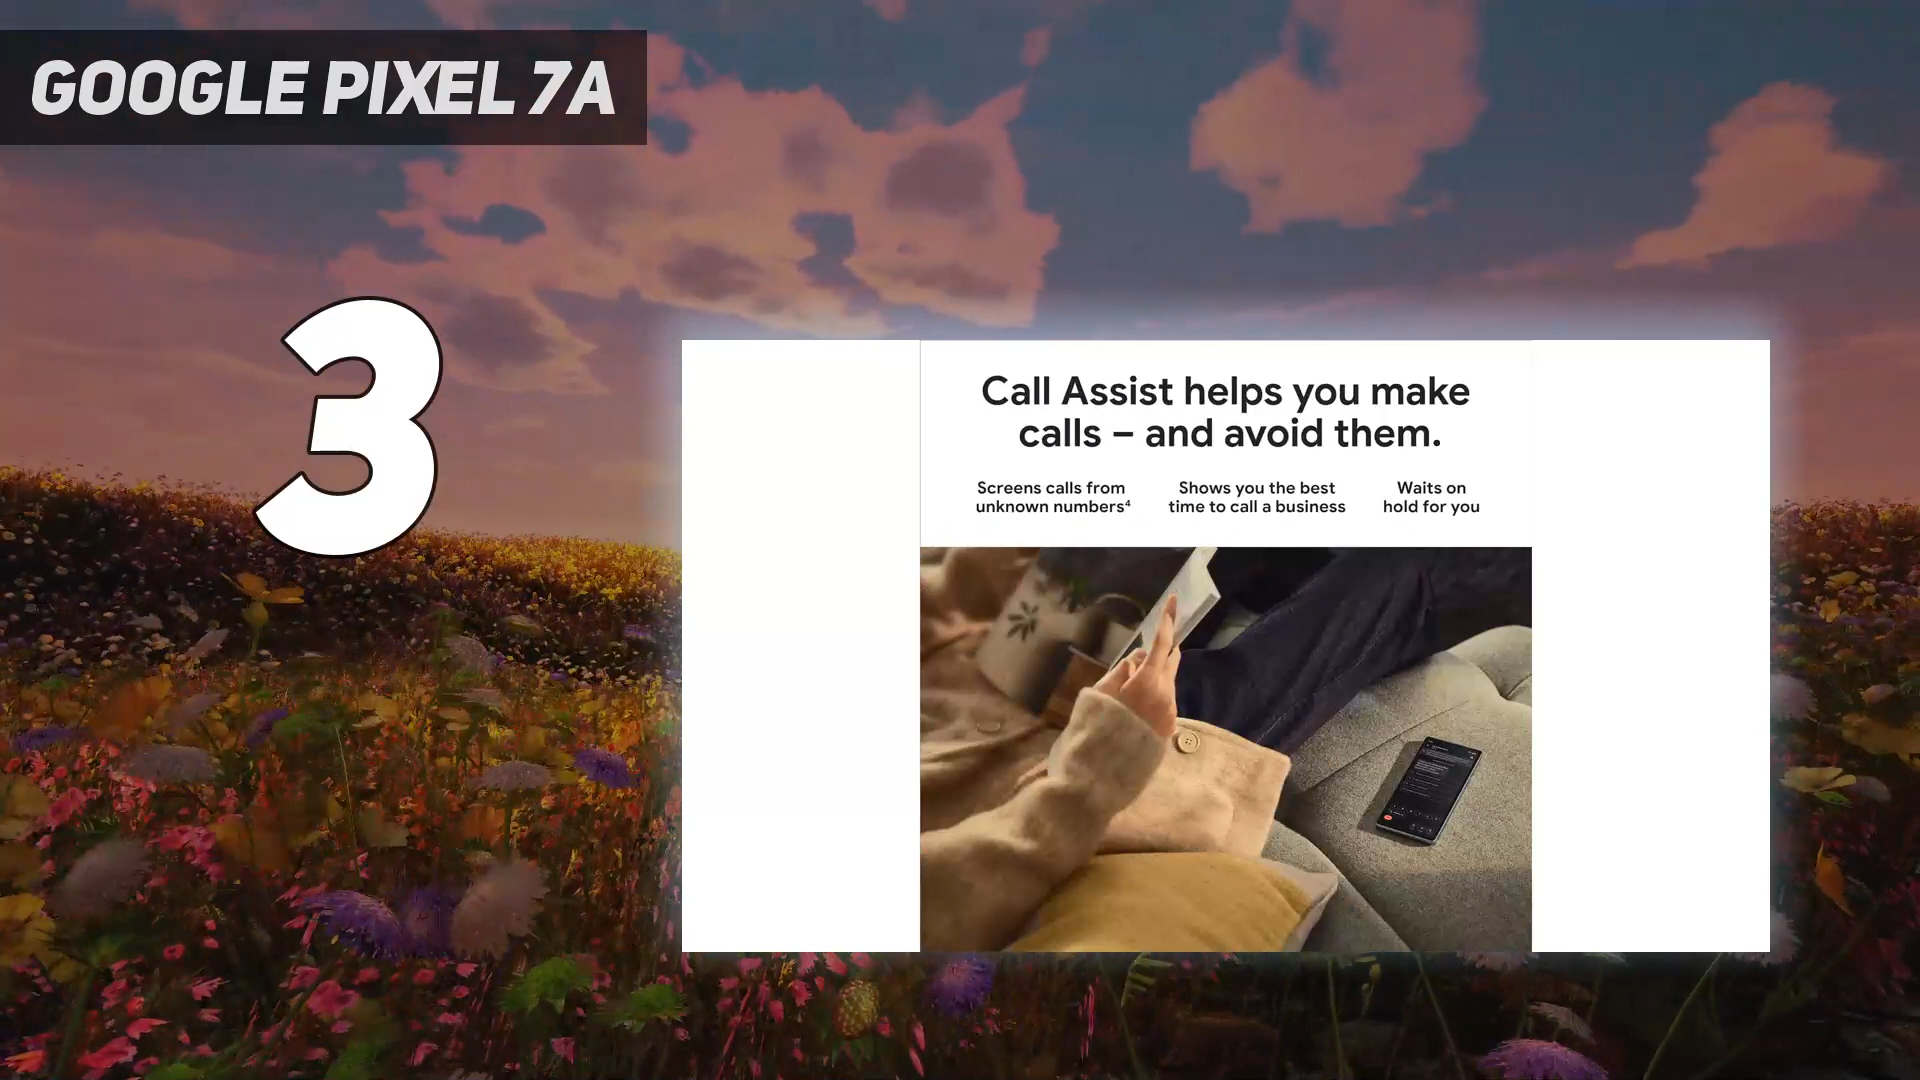 GOOGLE PIXEL 7A
3
Call Assist helps you make
calls – and avoid them.
Screens calls from
unknown numbers⁴
Shows you the best
time to call a business
Waits on
hold for you